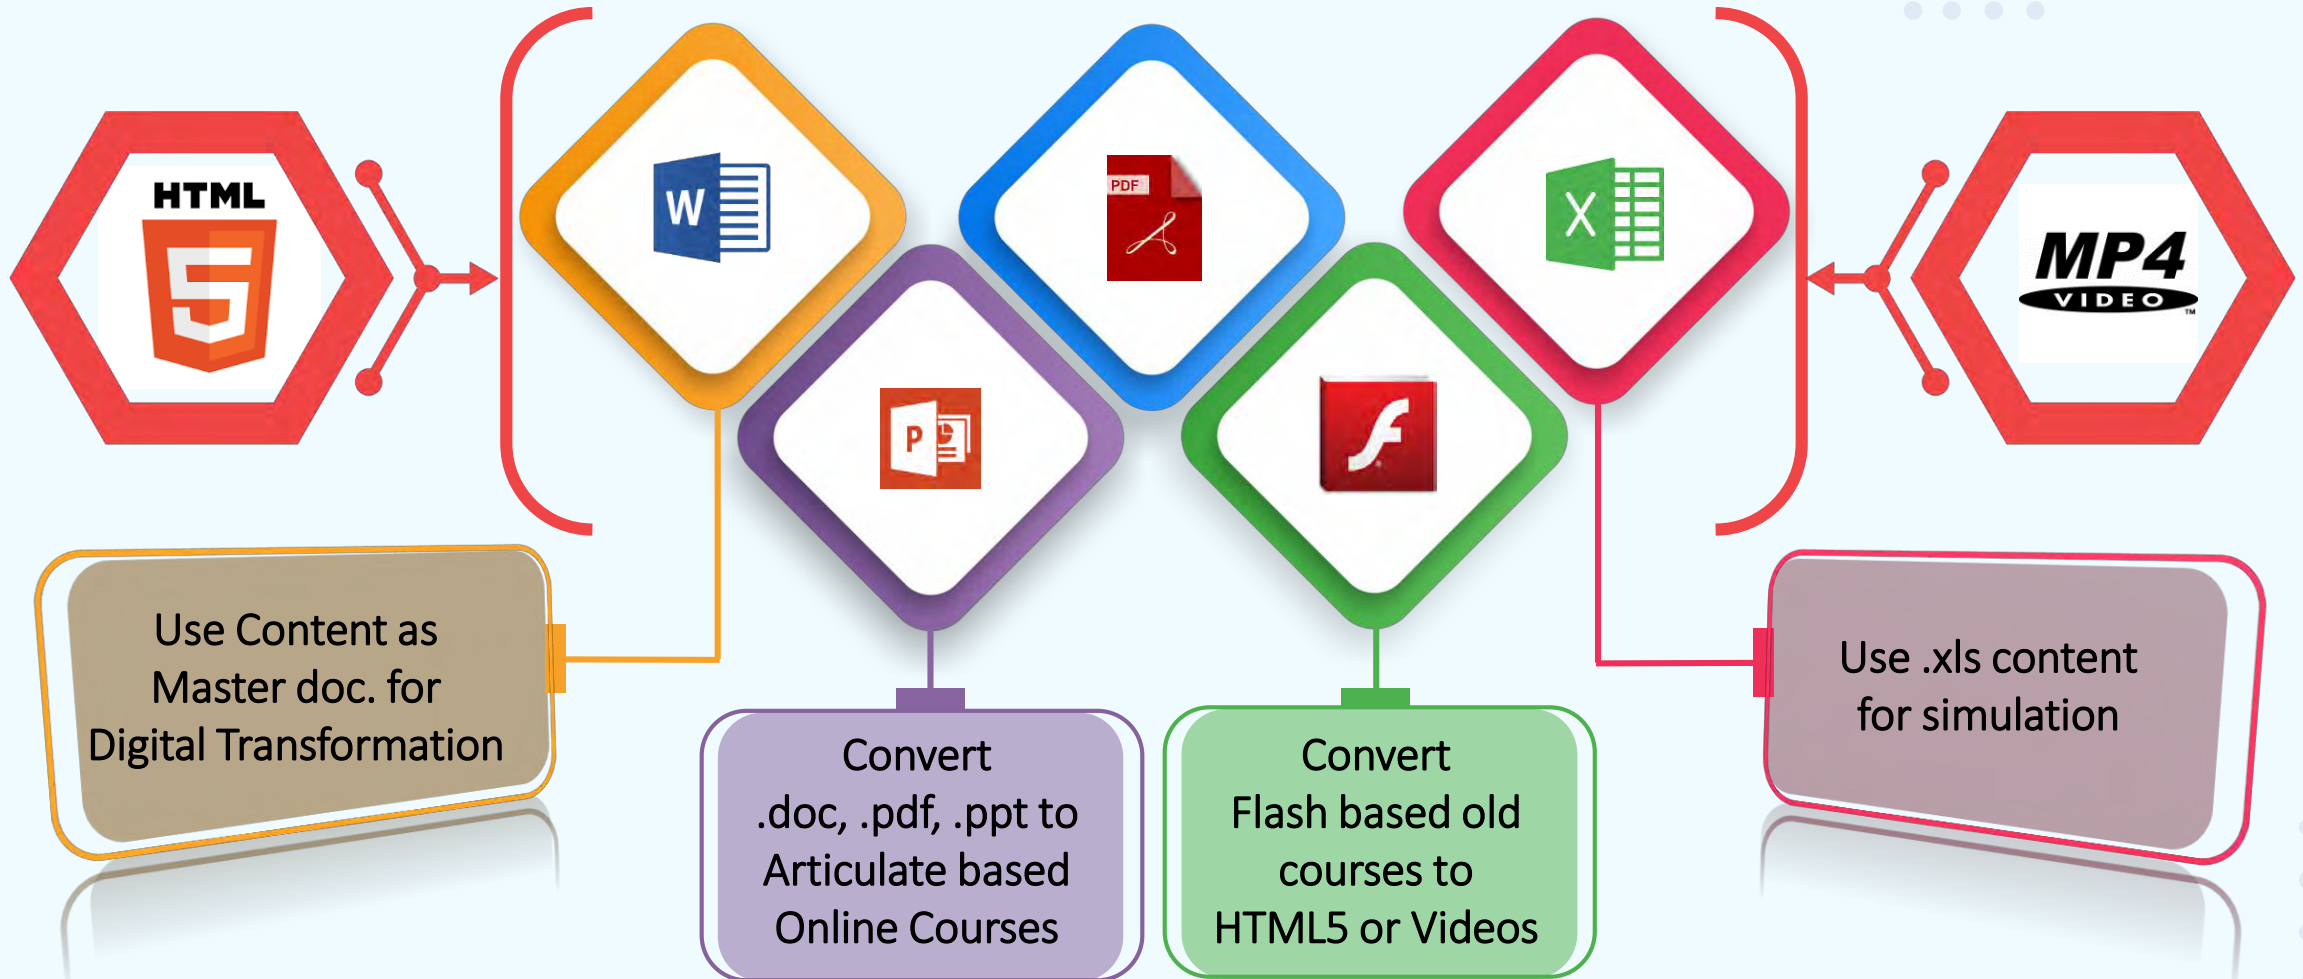 HTML
5
W
PDF
X
MP4
VIDEO
TM
P
f
Use Content as
Master doc. for
Digital Transformation
Convert
.doc, .pdf, .ppt to
Articulate based
Online Courses
Convert
Flash based old
courses to
HTML5 or Videos
Use .xls content
for simulation